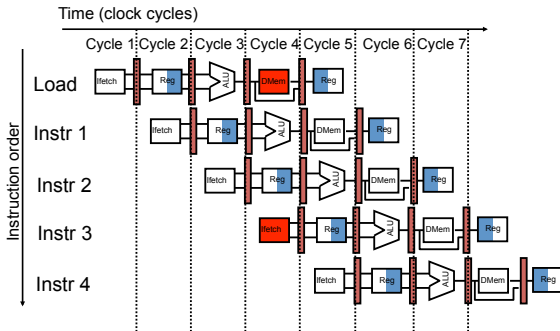 Time (clock cycles)
Cycle 1 Cycle 2 Cycle 3 Cycle 4 Cycle 5 Cycle 6 Cycle 7
Instruction order
Load Ifetch Reg ALU DMem Reg
Instr 1 Ifetch Reg ALU DMem Reg
Instr 2 Ifetch Reg ALU DMem Reg
Instr 3 Ifetch Reg ALU DMem Reg
Instr 4 Ifetch Reg ALU DMem Reg